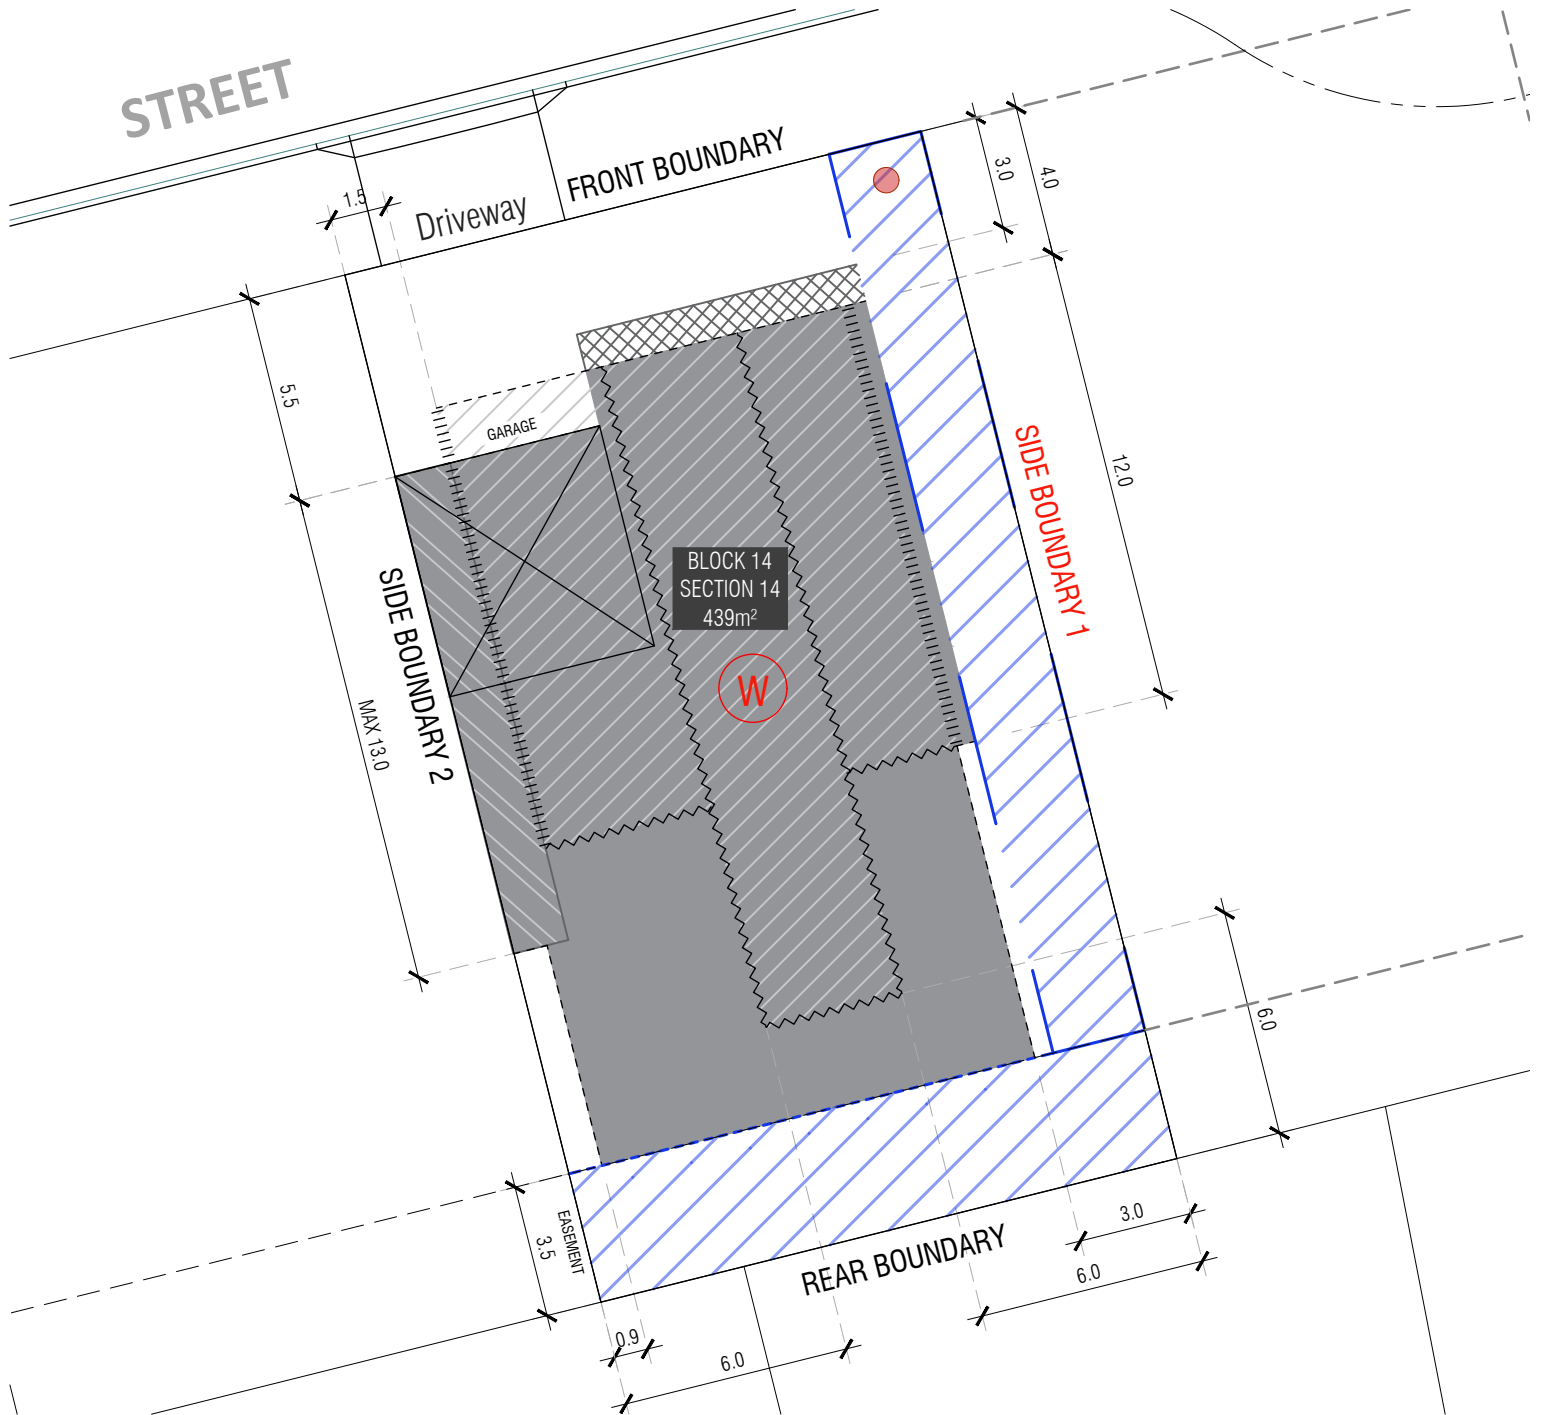 STREET
FRONT BOUNDARY
3.0
4.0
1.5
Driveway
5.5
GARAGE
12.0
SIDE BOUNDARY 1
BLOCK 14
SECTION 14
439m²
SIDE BOUNDARY 2
W
MAX 13.0
6.0
EASEMENT
3.5
REAR BOUNDARY
3.0
6.0
0.9
6.0